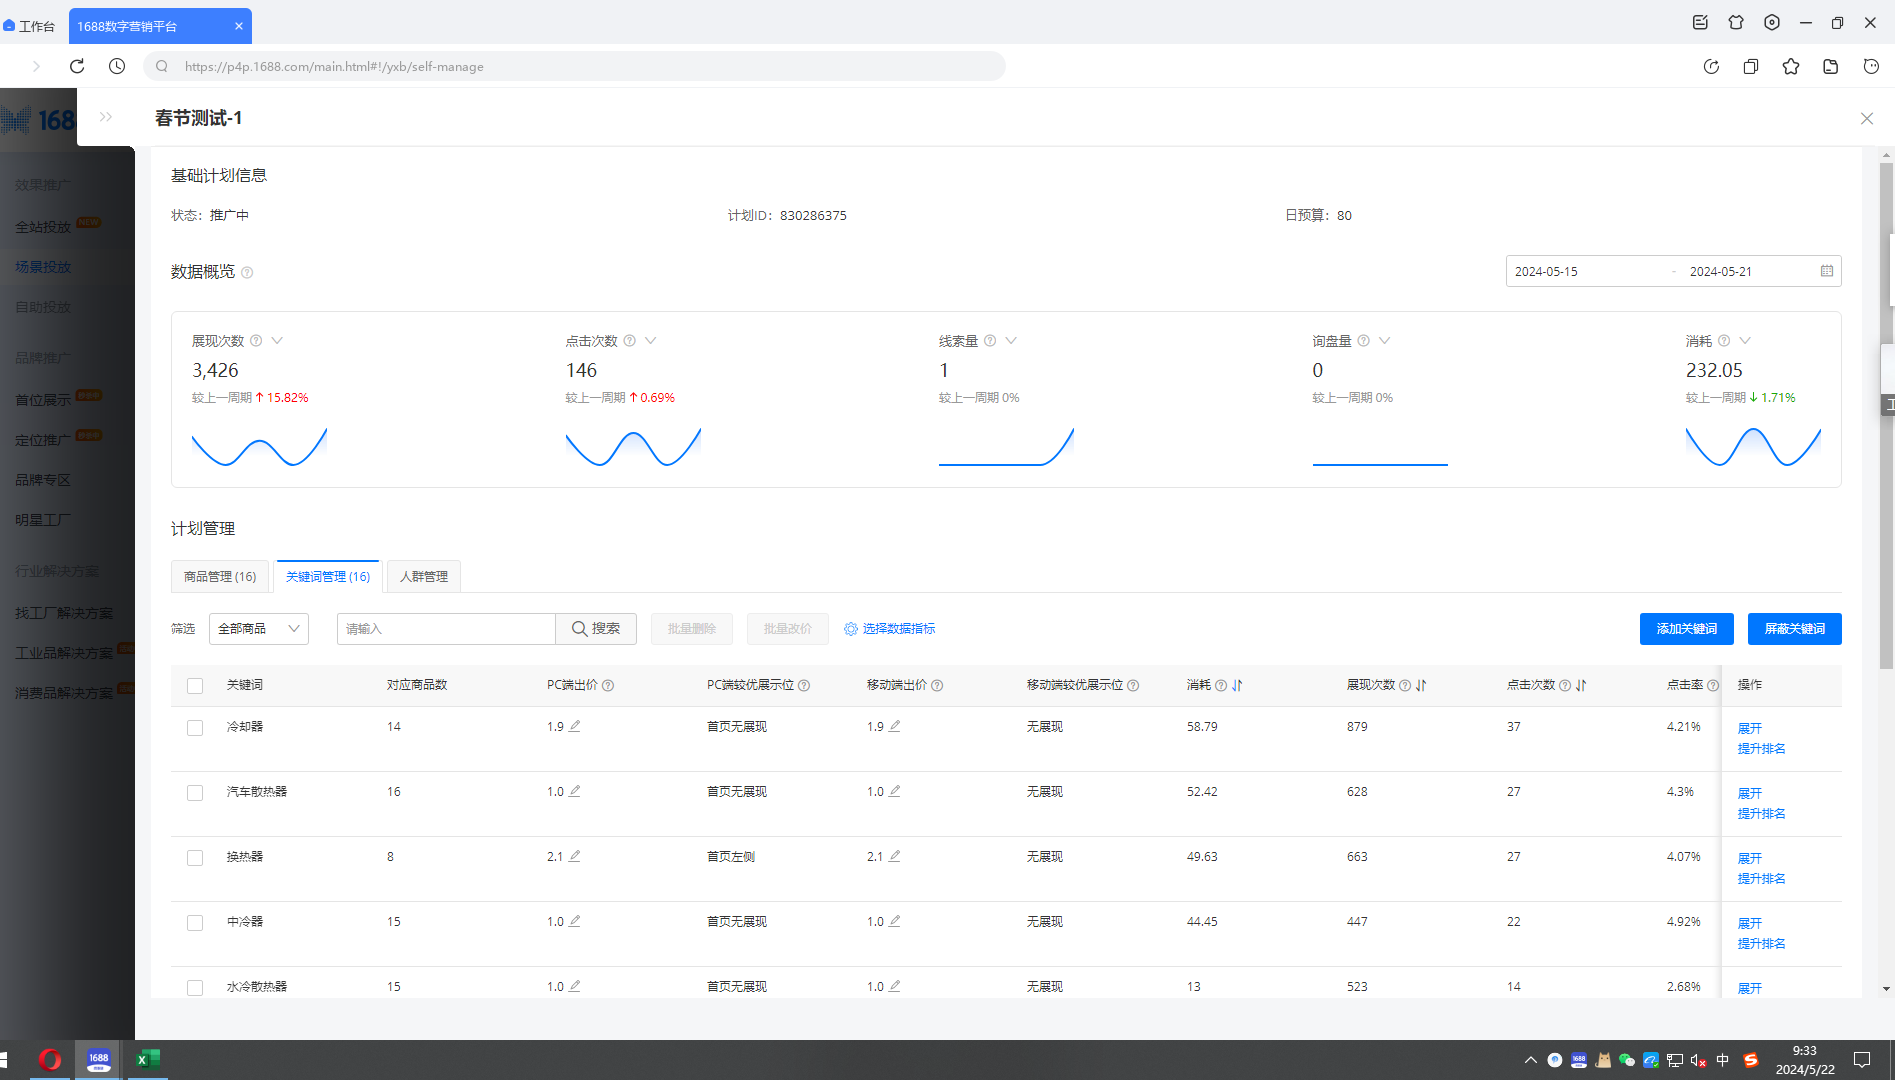 工作台
1688数字营销平台
https://p4p.1688.com/main.html#!/yxb/self-manage
168
春节测试-1
效果推广
全站投放 NEW
场景投放
自助投放
品牌推广
首位展示
定位推广
品牌专区
明星工厂
行业解决方案
找工厂解决方案
工业品解决方案
消费品解决方案
基础计划信息
状态： 推广中 计划ID： 830286375 日预算： 80
数据概览
2024-05-15 - 2024-05-21
展现次数 点击次数 线索量 询盘量 消耗
3,426 146 1 0 232.05
较上一周期 15.82% 较上一周期 0.69% 较上一周期 0% 较上一周期 0% 较上一周期 1.71%
计划管理
商品管理 (16) 关键词管理 (16) 人群管理
筛选 全部商品 请输入 搜索 批量删除 批量改价 选择数据指标 添加关键词 屏蔽关键词
关键词 对应商品数 PC端出价 PC端较优展示位 移动端出价 移动端较优展示位 消耗 展现次数 点击次数 点击率 操作
冷却器 14 1.9 首页无展现 1.9 无展现 58.79 879 37 4.21% 展开
提升排名
汽车散热器 16 1.0 首页无展现 1.0 无展现 52.42 628 27 4.3% 展开
提升排名
换热器 8 2.1 首页左侧 2.1 无展现 49.63 663 27 4.07% 展开
提升排名
中冷器 15 1.0 首页无展现 1.0 无展现 44.45 447 22 4.92% 展开
提升排名
水冷散热器 15 1.0 首页无展现 1.0 无展现 13 523 14 2.68% 展开
1688
1688
中
9:33
2024/5/22